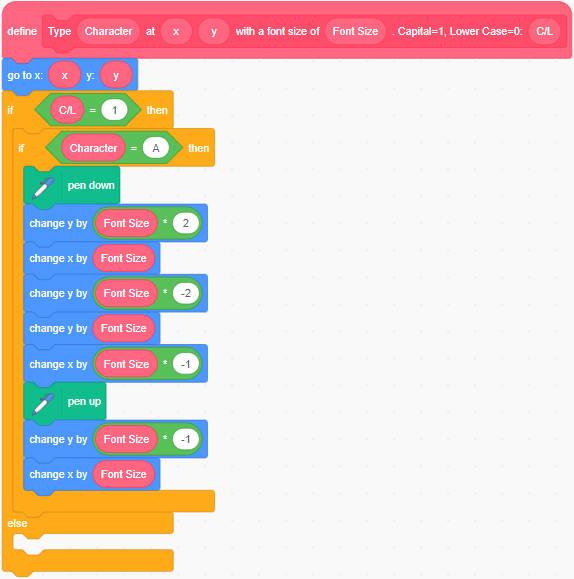 define Type Character at x y with a font size of Font Size . Capital=1, Lower Case=0: C/L
go to x: x y: y
if C/L = 1 then
if Character = A then
pen down
change y by Font Size * 2
change x by Font Size
change y by Font Size * -2
change y by Font Size
change x by Font Size * -1
pen up
change y by Font Size * -1
change x by Font Size
else